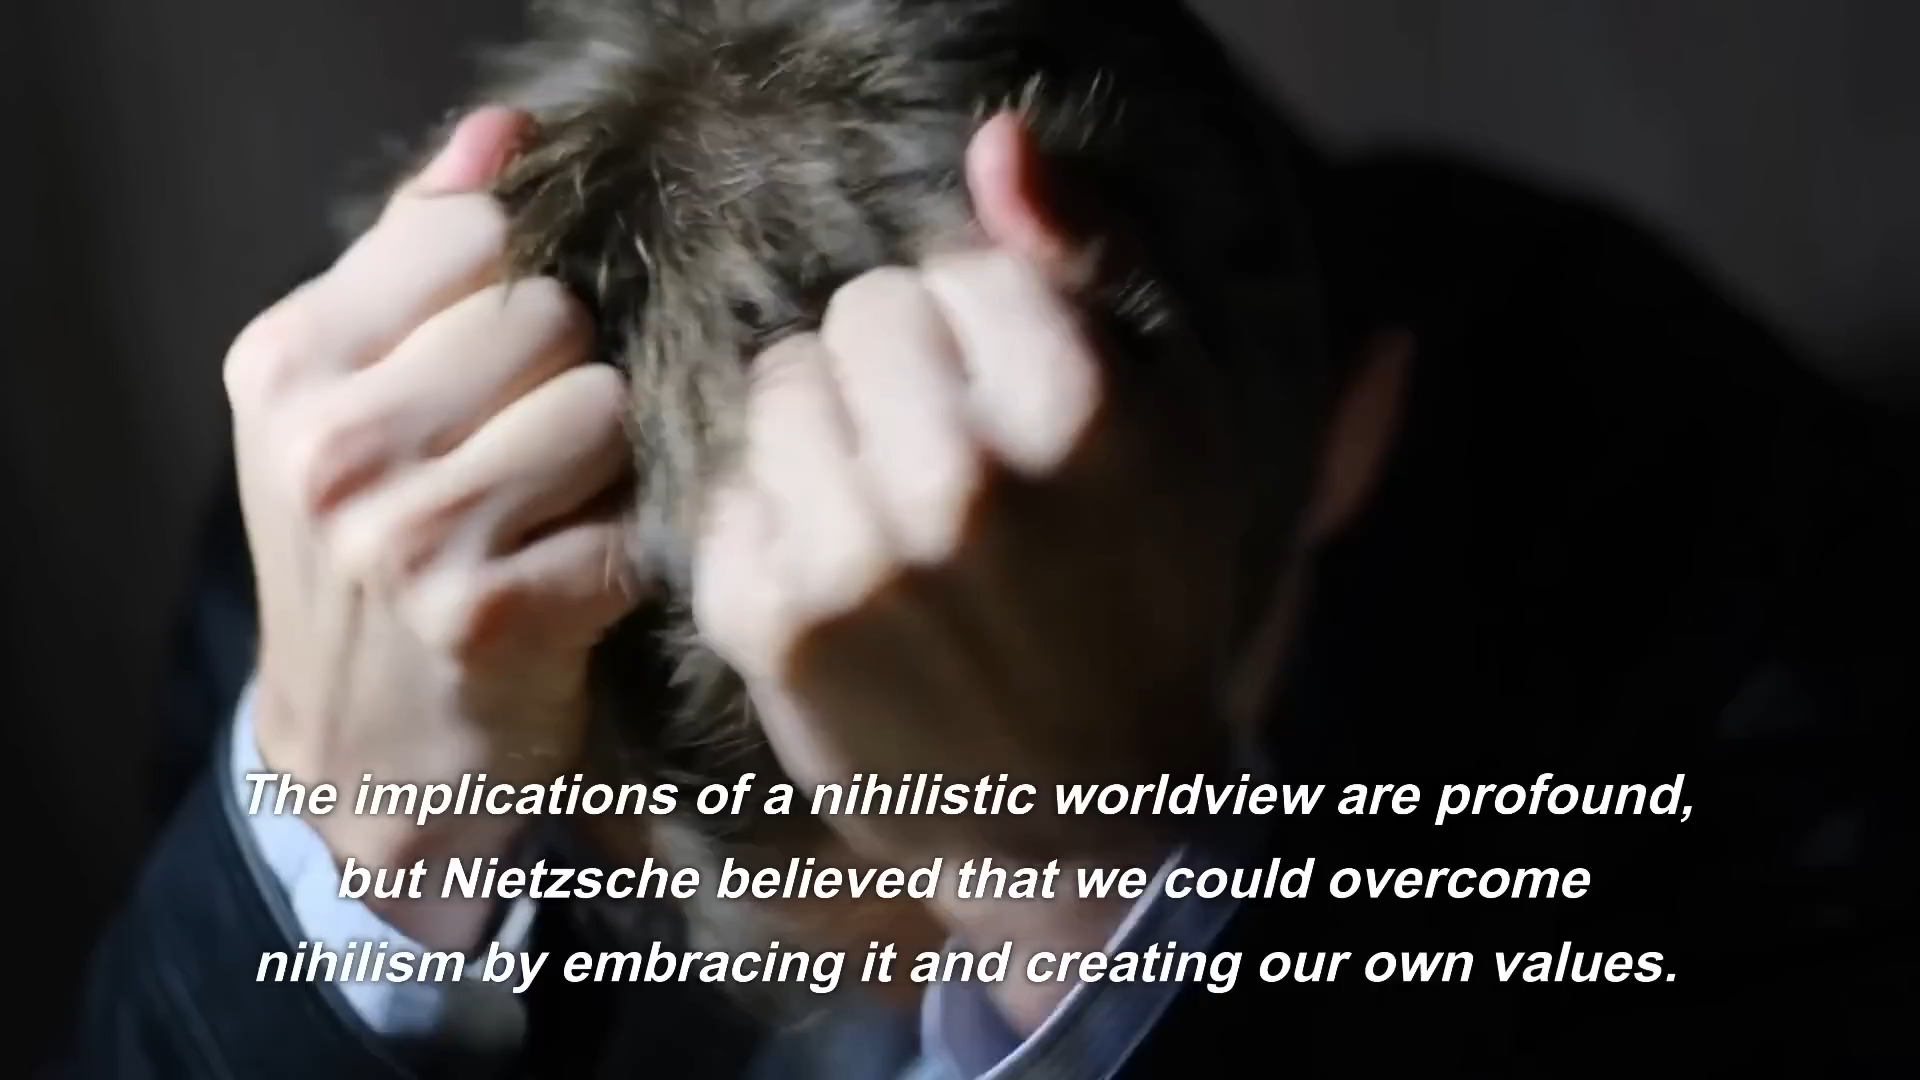 The implications of a nihilistic worldview are profound,
but Nietzsche believed that we could overcome
nihilism by embracing it and creating our own values.